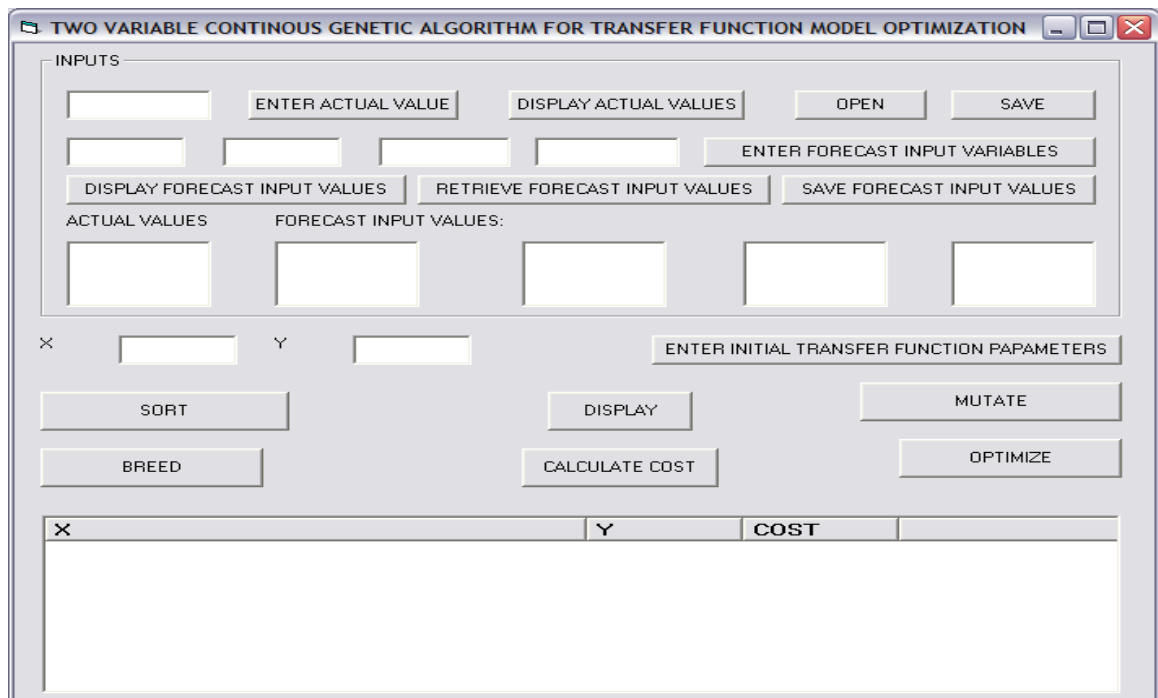 TWO VARIABLE CONTINOUS GENETIC ALGORITHM FOR TRANSFER FUNCTION MODEL OPTIMIZATION
INPUTS
ENTER ACTUAL VALUE DISPLAY ACTUAL VALUES OPEN SAVE
ENTER FORECAST INPUT VARIABLES
DISPLAY FORECAST INPUT VALUES RETRIEVE FORECAST INPUT VALUES SAVE FORECAST INPUT VALUES
ACTUAL VALUES FORECAST INPUT VALUES:
X Y ENTER INITIAL TRANSFER FUNCTION PAPAMETERS
SORT DISPLAY MUTATE
BREED CALCULATE COST OPTIMIZE
X Y COST